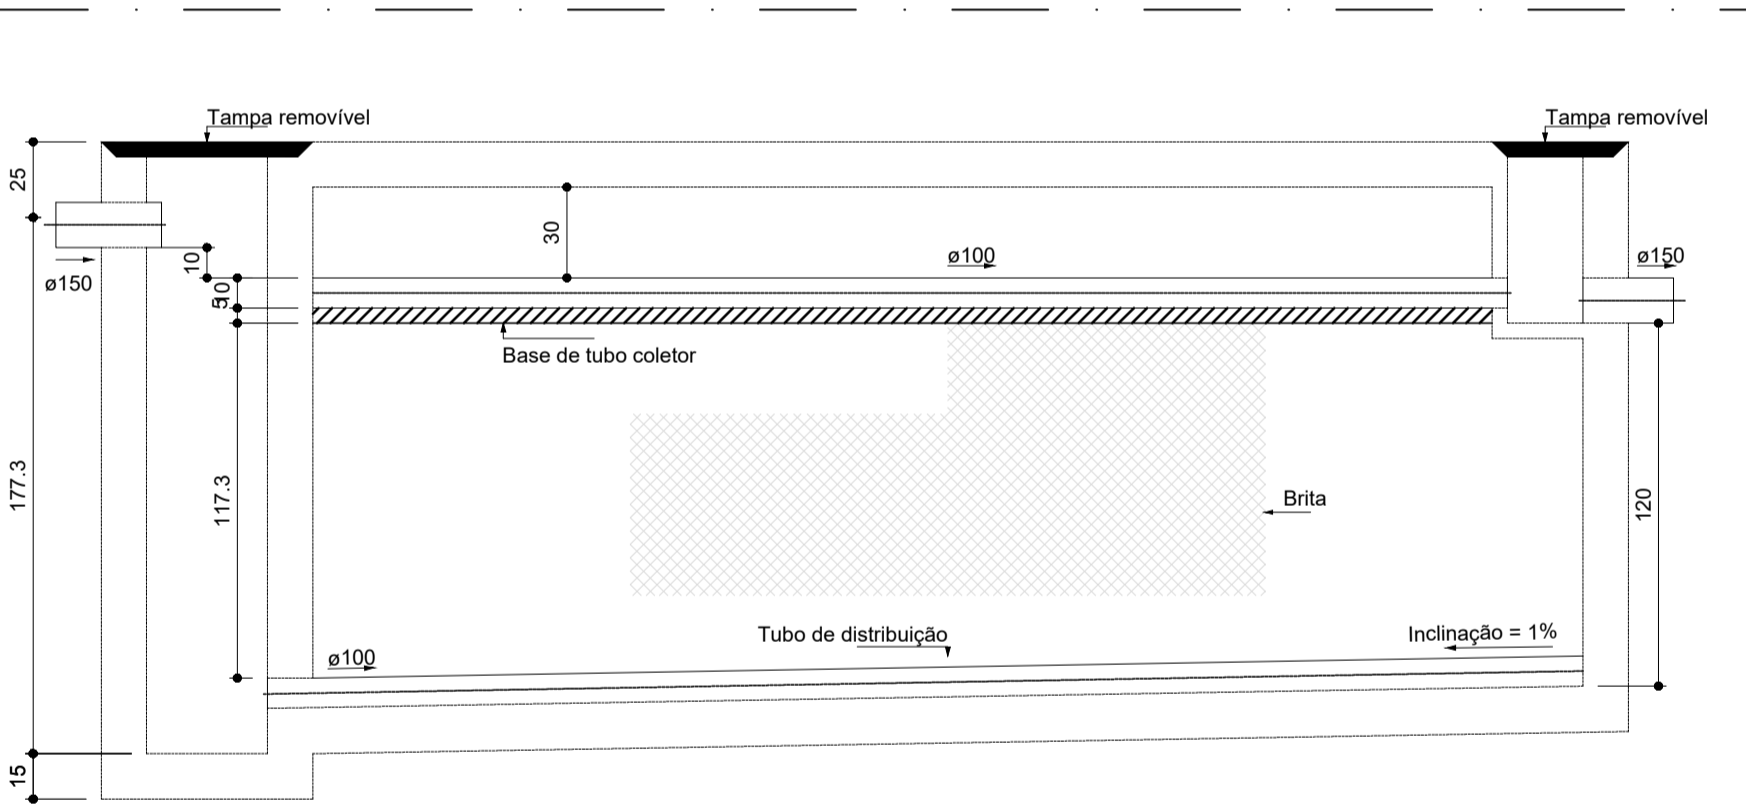 Tampa removível
Tampa removível
25
30
ø100
ø150
10
ø150
10
5
Base de tubo coletor
177.3
117.3
Brita
120
Tubo de distribuição
Inclinação = 1%
ø100
15